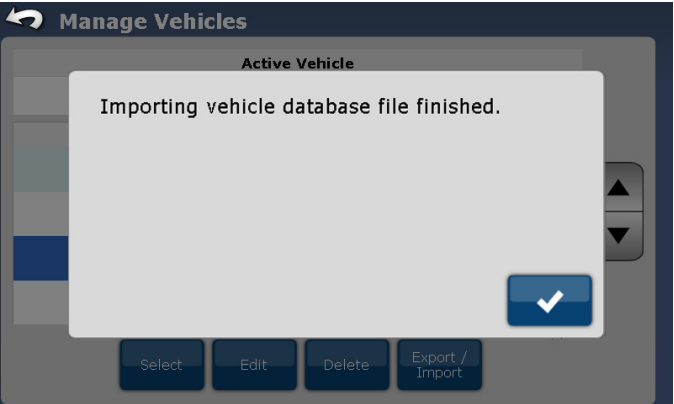 Manage Vehicles
Active Vehicle
Importing vehicle database file finished.
Select
Edit
Delete
Export /
Import